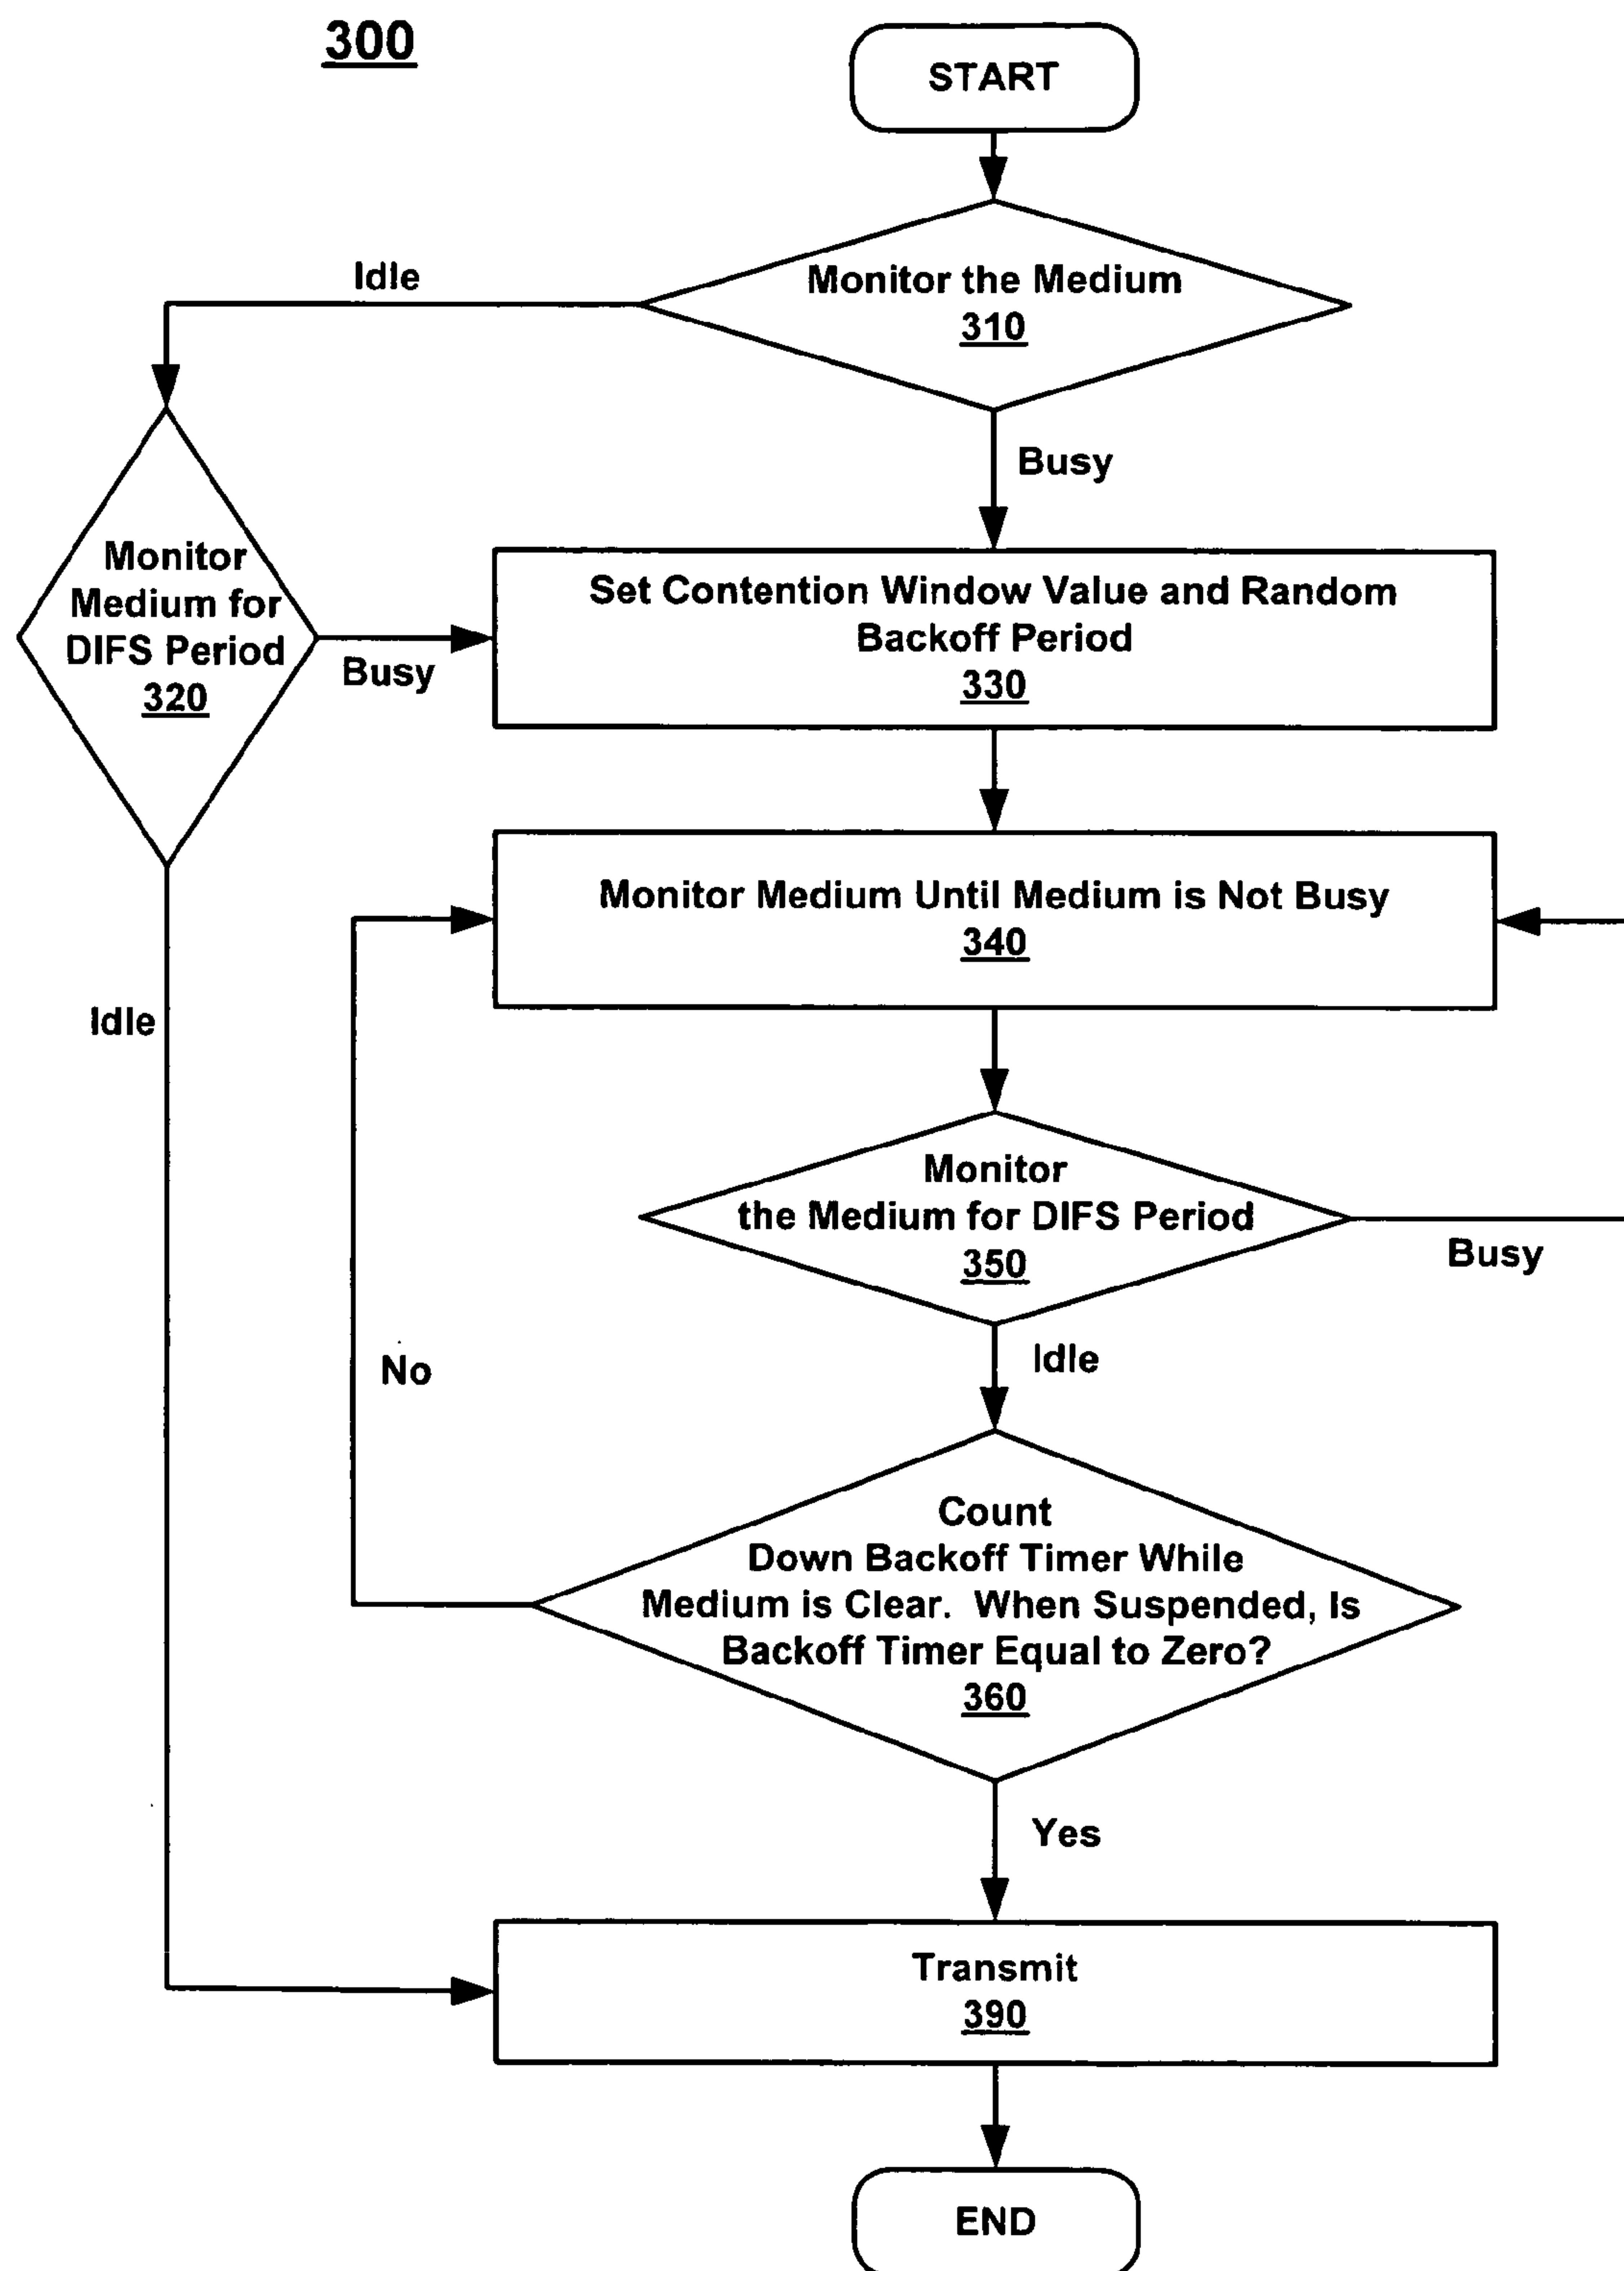 300
START
Idle
Monitor the Medium
310
Busy
Monitor
Medium for
DIFS Period
320
Busy
Set Contention Window Value and Random
Backoff Period
330
Monitor Medium Until Medium is Not Busy
340
Idle
Monitor
the Medium for DIFS Period
350
Busy
Idle
No
Count
Down Backoff Timer While
Medium is Clear. When Suspended, Is
Backoff Timer Equal to Zero?
360
Yes
Transmit
390
END